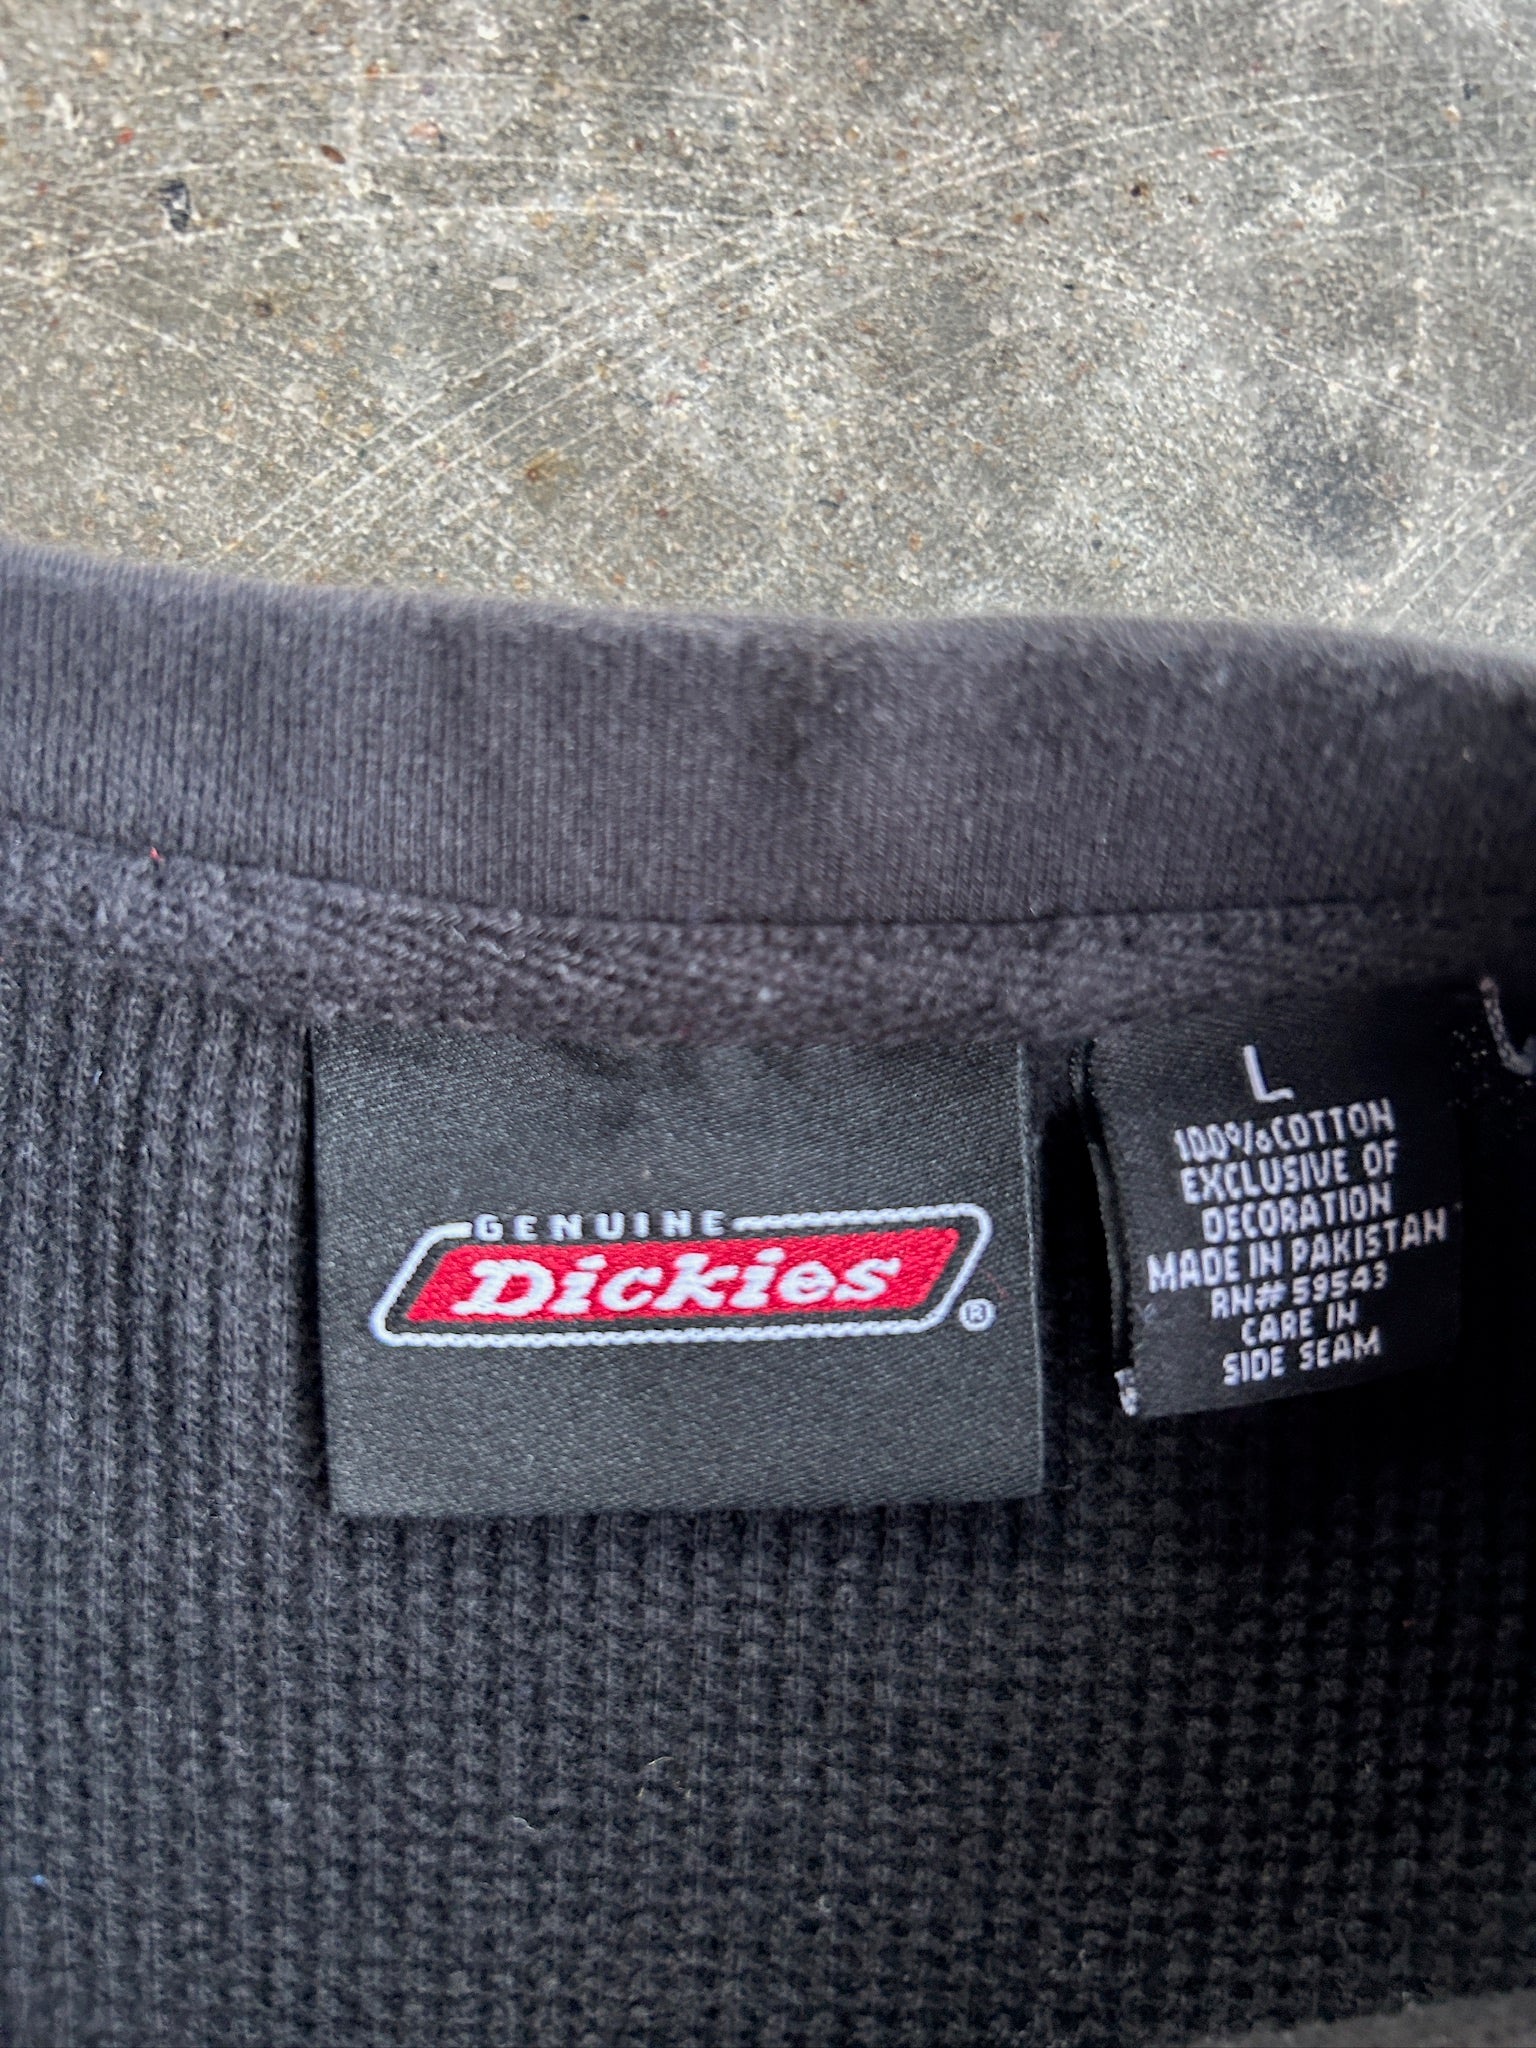 GENUINE
Dickies
®
L
100% COTTON
EXCLUSIVE OF
DECORATION
MADE IN PAKISTAN
RN# 59543
CARE IN
SIDE SEAM